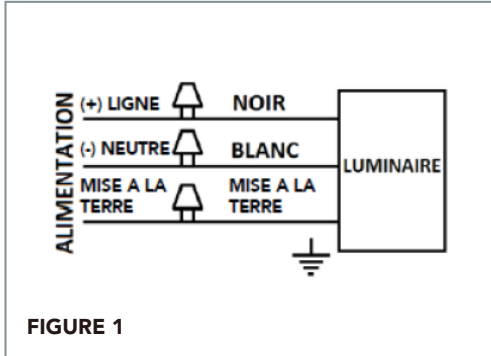 ALIMENTATION
(+) LIGNE NOIR
(-) NEUTRE BLANC
MISE A LA MISE A LA
TERRE TERRE
LUMINAIRE
FIGURE 1